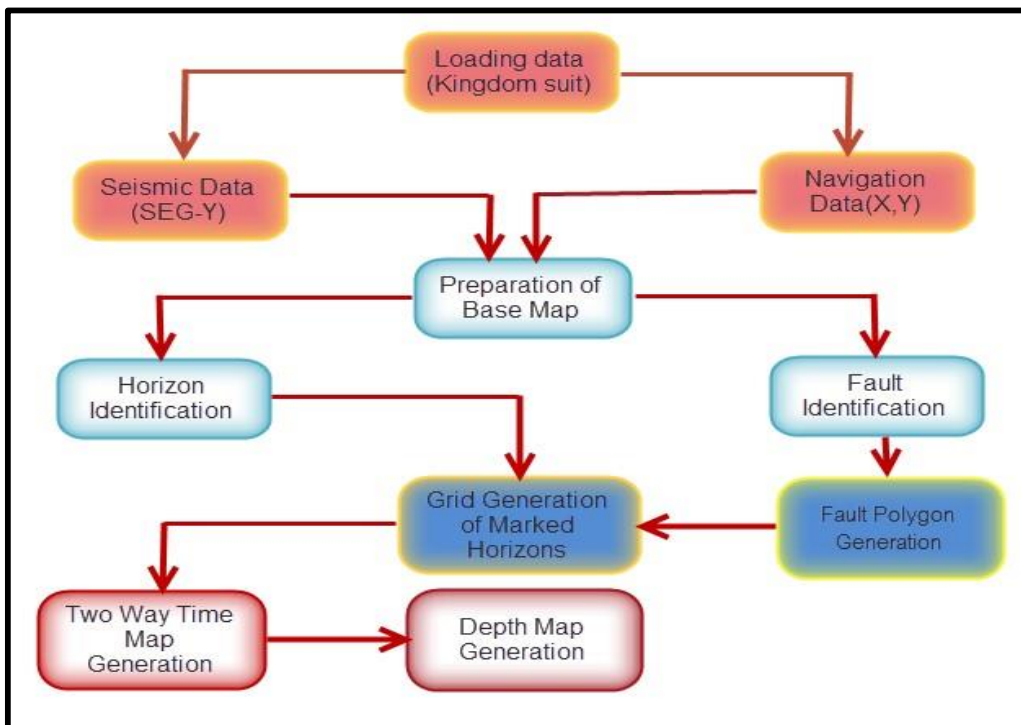 Loading data
(Kingdom suit)
Seismic Data
(SEG-Y)
Navigation
Data(X,Y)
Preparation of
Base Map
Horizon
Identification
Fault
Identification
Grid Generation
of Marked
Horizons
Fault Polygon
Generation
Two Way Time
Map
Generation
Depth Map
Generation